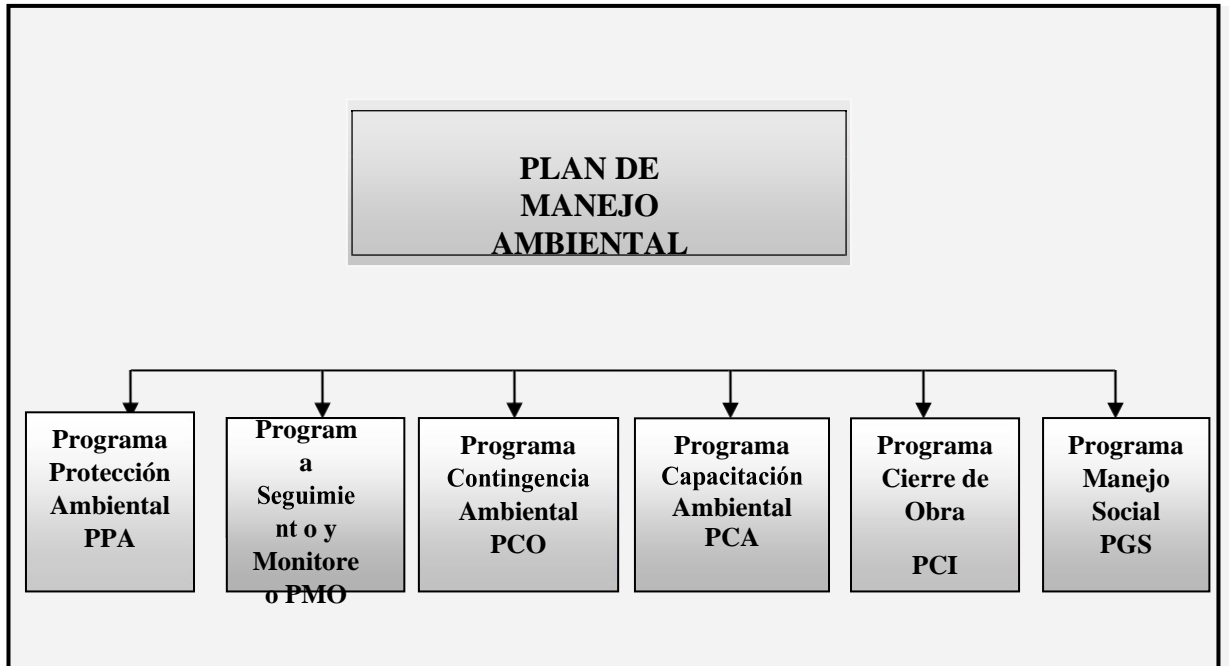 PLAN DE
MANEJO
AMBIENTAL
Programa
Protección
Ambiental
PPA
Program
a
Seguimie
nt o y
Monitore
o PMO
Programa
Contingencia
Ambiental
PCO
Programa
Capacitación
Ambiental
PCA
Programa
Cierre de
Obra
PCI
Programa
Manejo
Social
PGS